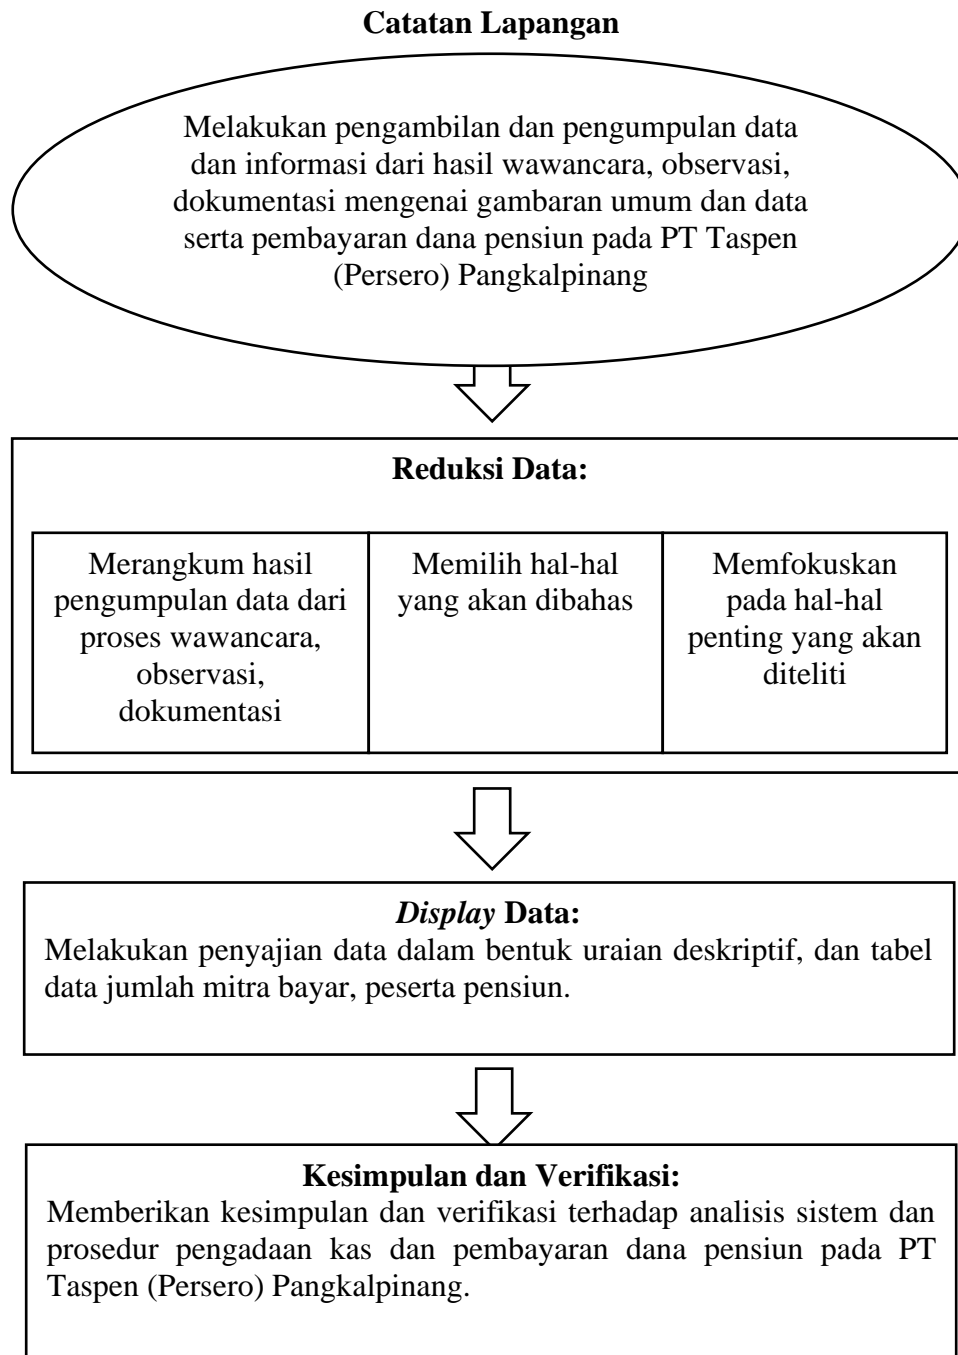 Catatan Lapangan
Melakukan pengambilan dan pengumpulan data
dan informasi dari hasil wawancara, observasi,
dokumentasi mengenai gambaran umum dan data
serta pembayaran dana pensiun pada PT Taspen
(Persero) Pangkalpinang
Reduksi Data:
Merangkum hasil
pengumpulan data dari
proses wawancara,
observasi,
dokumentasi
Memilih hal-hal
yang akan dibahas
Memfokuskan
pada hal-hal
penting yang akan
diteliti
Display Data:
Melakukan penyajian data dalam bentuk uraian deskriptif, dan tabel
data jumlah mitra bayar, peserta pensiun.
Kesimpulan dan Verifikasi:
Memberikan kesimpulan dan verifikasi terhadap analisis sistem dan
prosedur pengadaan kas dan pembayaran dana pensiun pada PT
Taspen (Persero) Pangkalpinang.